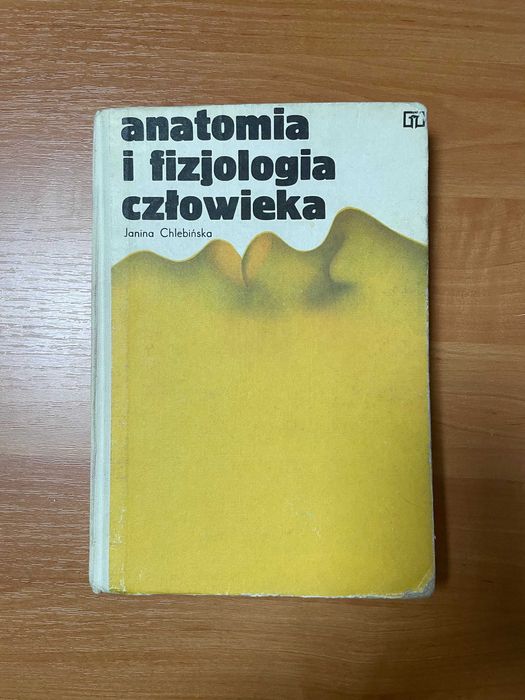 anatomia
i fizjologia
człowieka
Janina Chlebińska